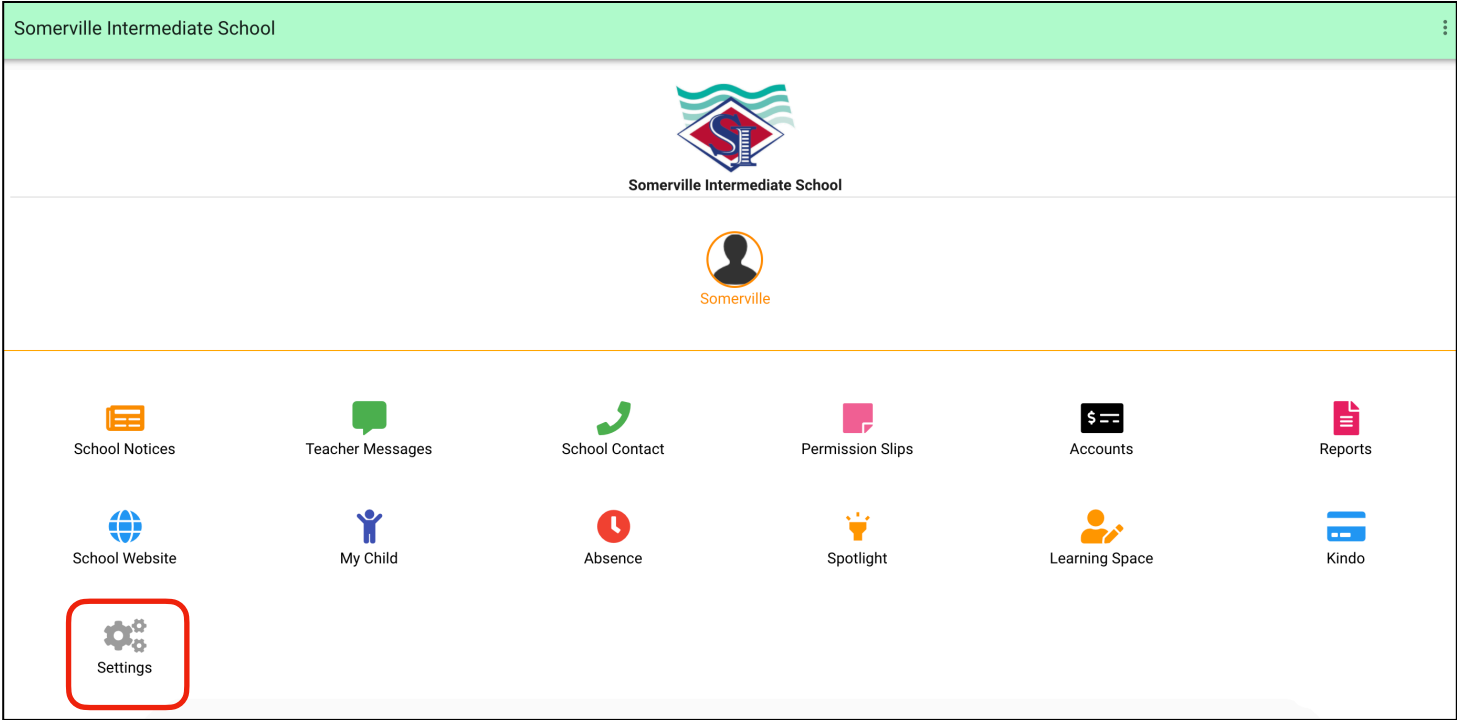 Somerville Intermediate School
SI
Somerville Intermediate School
Somerville
School Notices
Teacher Messages
School Contact
Permission Slips
$
Accounts
Reports
School Website
My Child
Absence
Spotlight
Learning Space
Kindo
Settings